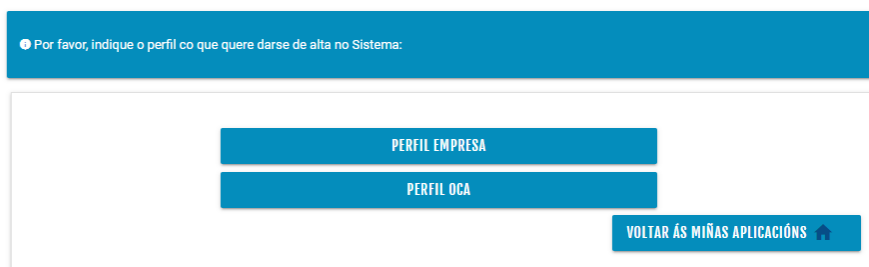 Por favor, indique o perfil co que quere darse de alta no Sistema:
PERFIL EMPRESA
PERFIL OCA
VOLTAR ÁS MIÑAS APLICACIÓNS